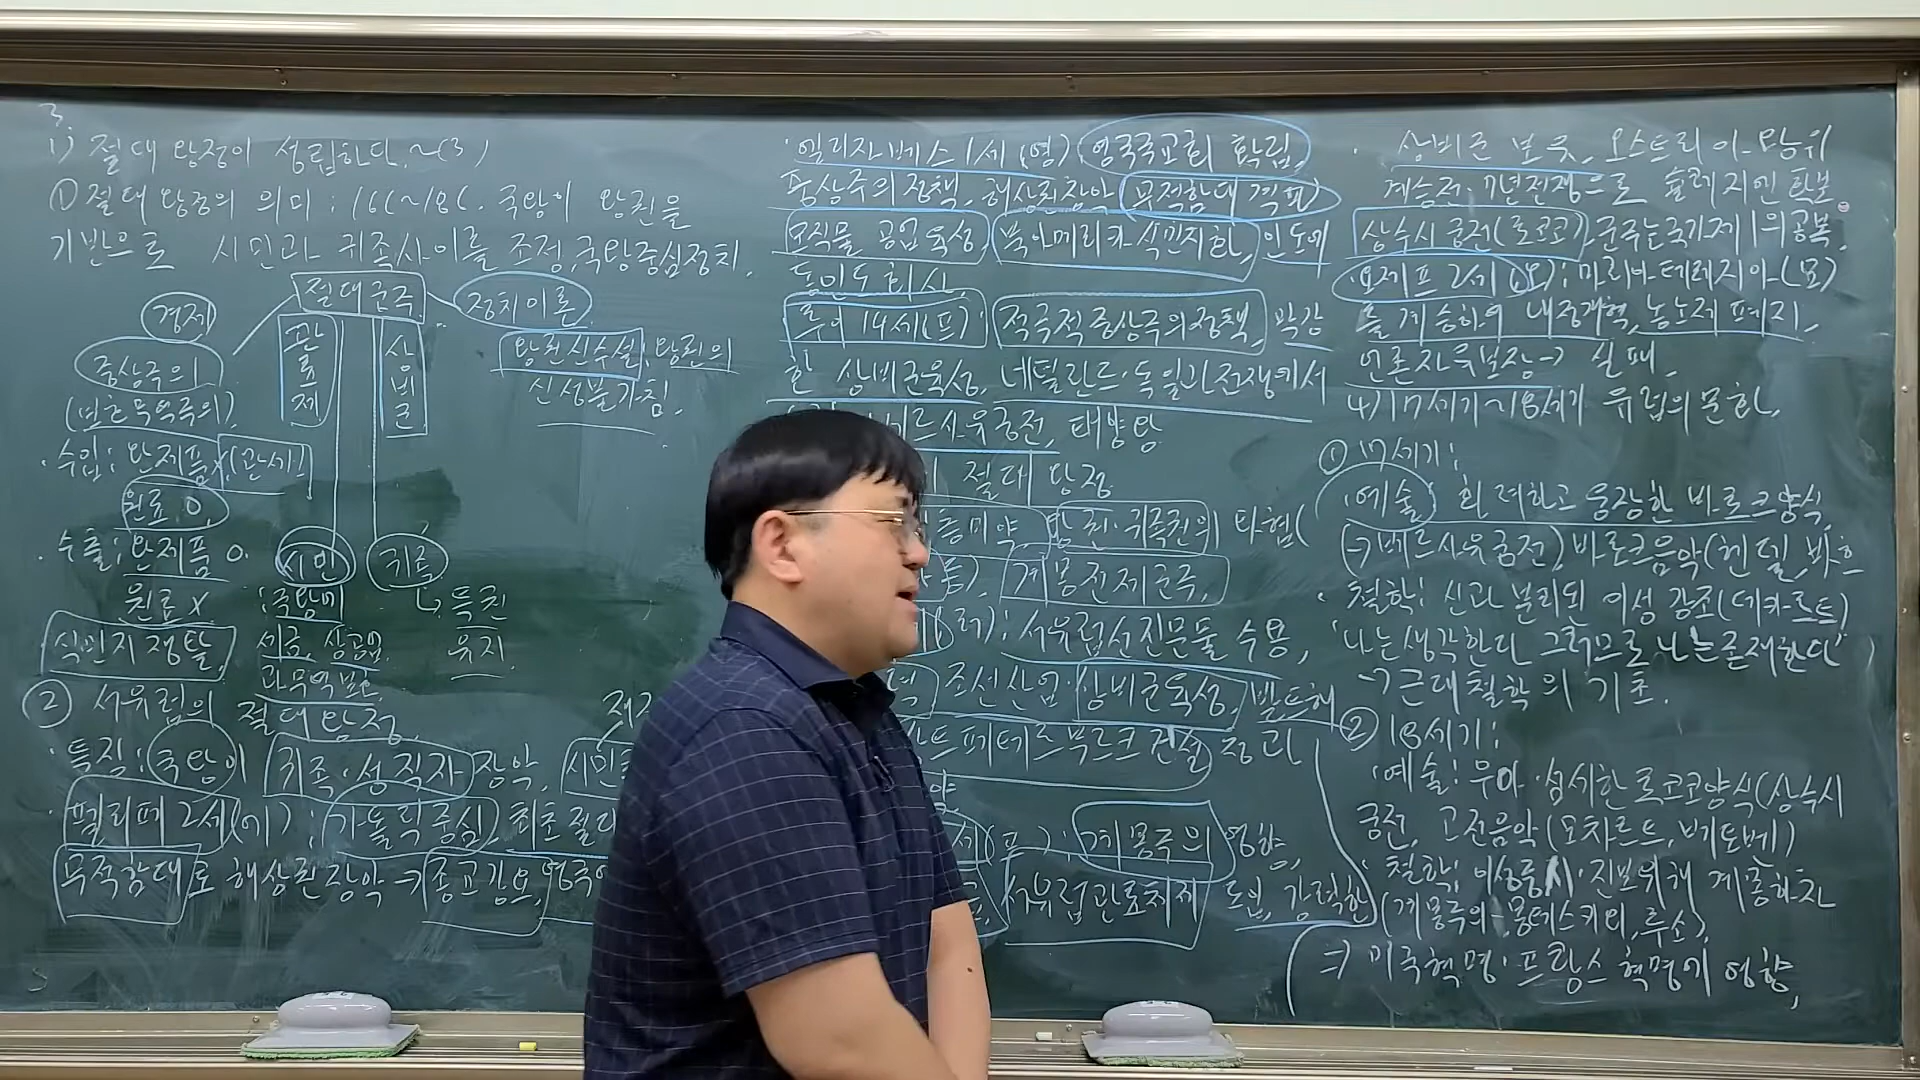 3.
1) 절대 왕정이 성립하다.~(3)
① 절대 왕정의 의미 : 16C~18C. 국왕이 왕권을
기반으로 시민과 귀족사이를 조정, 국왕중심정치.
절대군주
경제
정치이론
중상주의
관료제
상비군
왕권신수설: 왕권의
신성불가침.
(보호무역주의)
· 수입: 완제품 X (관세)
원료 O.
· 수출: 완제품 O.
원료 X
시민
귀족
: 국왕에
세금, 상공업
과 무역 보호.
↳ 특권
유지.
식민지 쟁탈.
② 서유럽의 절대왕정.
· 특징: 국왕이 귀족·성직자 장악, 시민
· 펠리페 2세(에): 가톨릭 중심, 최초 절대
무적함대로 해상권 장악 → 종교강요, 영국
· 엘리자베스 1세 (영) 영국국교회 확립,
중상주의정책, 해상권장악 무적함대 격파
모직물 공업 육성, 북아메리카 식민지화, 인도에
동인도 회사
루이 14세(프): 적극적 중상주의정책, 막강
한 상비군육성, 네덜란드·독일과 전쟁에서
베르사유궁전, 태양왕
절대 왕정
왕권·귀족권의 타협(
계몽전제군주,
(러): 서유럽선진문물 수용,
조선산업·상비군육성, 발트해
상트페테르부르크 건설
(프): 계몽주의 영향,
서유럽관료체제 도입, 강력한
· 상비군 보유, 오스트리아 왕위
계승전·7년전쟁으로 슐레지엔 확보.
상수시 궁전(로코코), 군주는 국가 제1의 공복.
요제프 2세(오): 마리아 테레지아(모)
를 계승하여 내정개혁, 농노제 폐지,
언론자유보장 → 실패.
4) 17세기~18세기 유럽의 문화.
① 17세기:
· 예술: 화려하고 웅장한 바로크양식
(→ 베르사유궁전) 바로크음악(헨델, 바흐
· 철학: 신과 분리된 이성 강조(데카르트)
'나는 생각한다 그러므로 나는 존재한다'
→ 근대철학의 기초.
② 18세기:
· 예술: 우아·섬세한 로코코양식(상수시
궁전, 고전음악(모차르트, 베토벤)
· 철학: 이성중시·진보위해 계몽하자
(계몽주의-몽테스키외, 루소)
⇒ 미국혁명·프랑스 혁명에 영향,